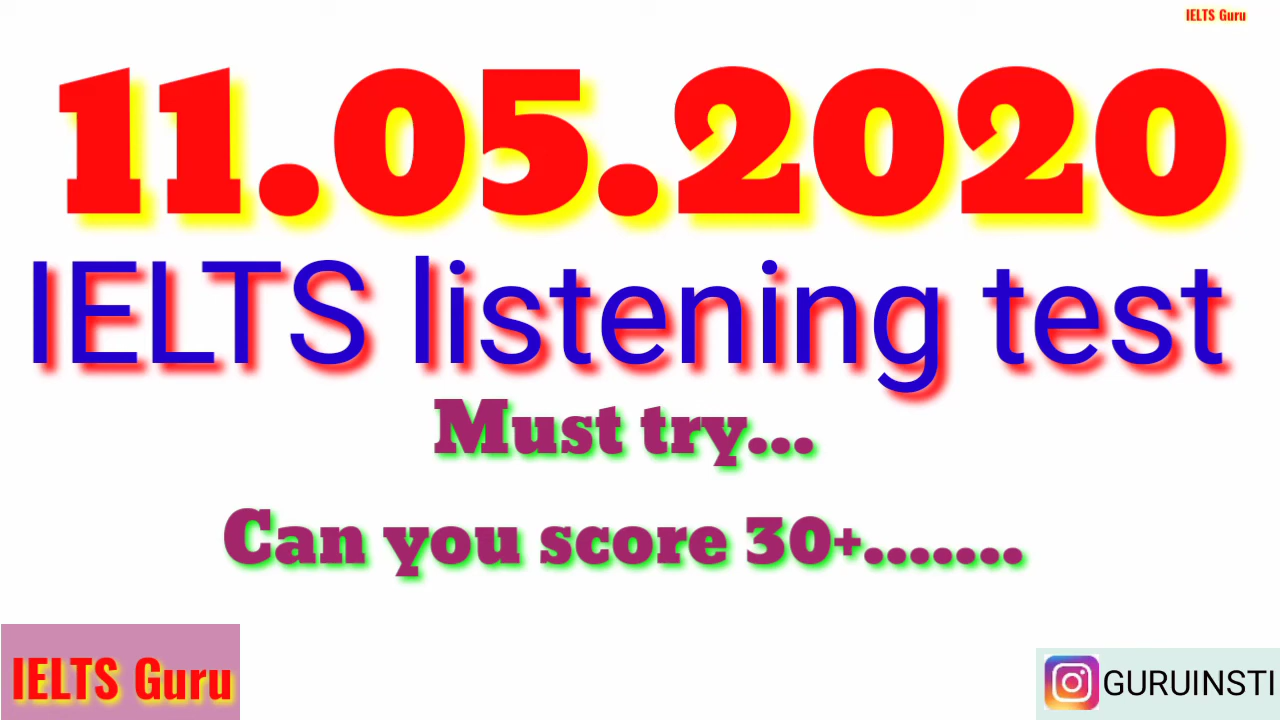 IELTS Guru
11.05.2020
IELTS listening test
Must try...
Can you score 30+.......
IELTS Guru
GURUINSTI